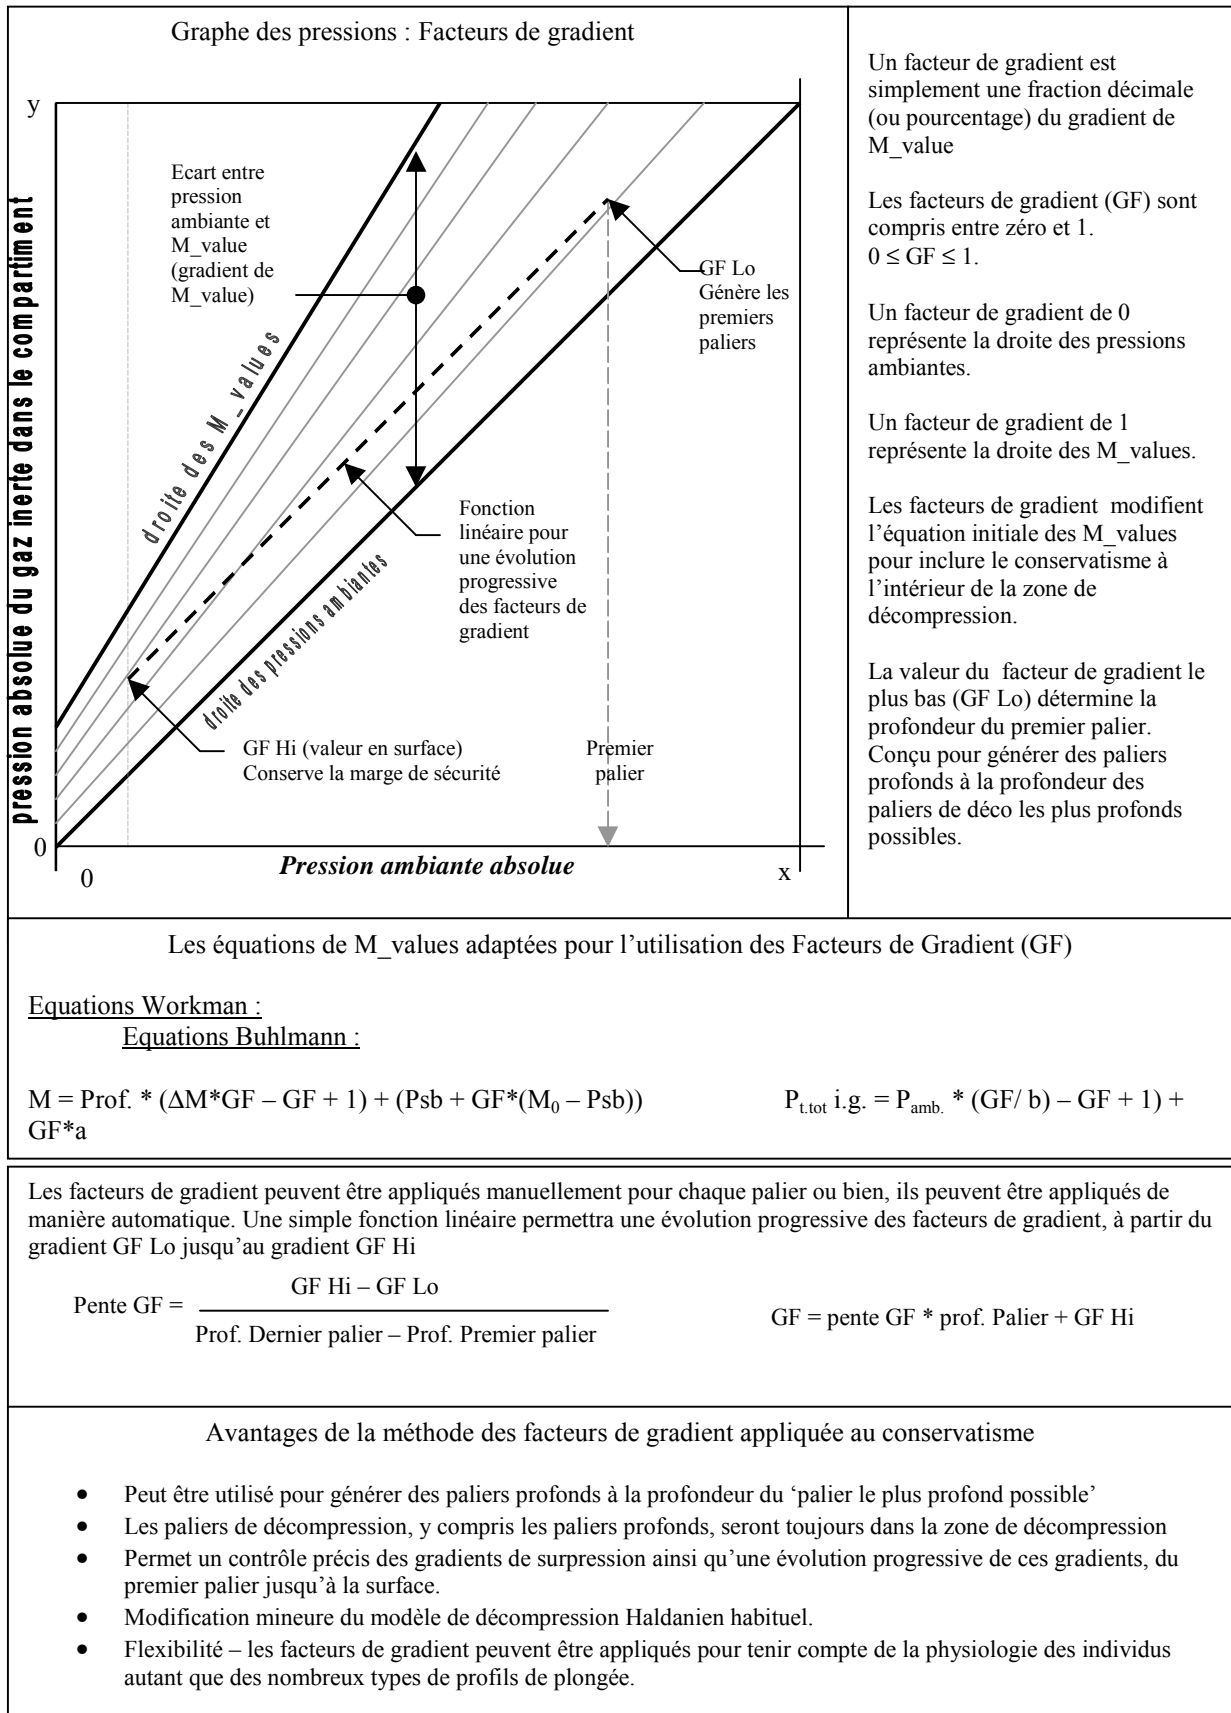 Graphe des pressions : Facteurs de gradient
y
pression absolue du gaz inerte dans le compartiment
Ecart entre
pression
ambiante et
M_value
(gradient de
M_value)
droite des M_values
GF Lo
Génère les
premiers
paliers
Fonction
linéaire pour
une évolution
progressive
des facteurs de
gradient
droite des pressions ambiantes
GF Hi (valeur en surface)
Conserve la marge de sécurité
Premier
palier
0
0
Pression ambiante absolue
x
Un facteur de gradient est
simplement une fraction décimale
(ou pourcentage) du gradient de
M_value
Les facteurs de gradient (GF) sont
compris entre zéro et 1.
0 ≤ GF ≤ 1.
Un facteur de gradient de 0
représente la droite des pressions
ambiantes.
Un facteur de gradient de 1
représente la droite des M_values.
Les facteurs de gradient  modifient
l'équation initiale des M_values
pour inclure le conservatisme à
l'intérieur de la zone de
décompression.
La valeur du  facteur de gradient le
plus bas (GF Lo) détermine la
profondeur du premier palier.
Conçu pour générer des paliers
profonds à la profondeur des
paliers de déco les plus profonds
possibles.
Les équations de M_values adaptées pour l'utilisation des Facteurs de Gradient (GF)
Equations Workman :
Equations Buhlmann :
M = Prof. * (ΔM*GF – GF + 1) + (Psb + GF*(M₀ – Psb))          P_t.tot i.g. = P_amb. * (GF/ b) – GF + 1) +
GF*a
Les facteurs de gradient peuvent être appliqués manuellement pour chaque palier ou bien, ils peuvent être appliqués de
manière automatique. Une simple fonction linéaire permettra une évolution progressive des facteurs de gradient, à partir du
gradient GF Lo jusqu'au gradient GF Hi
GF Hi – GF Lo
Pente GF =
Prof. Dernier palier – Prof. Premier palier
GF = pente GF * prof. Palier + GF Hi
Avantages de la méthode des facteurs de gradient appliquée au conservatisme
• Peut être utilisé pour générer des paliers profonds à la profondeur du 'palier le plus profond possible'
• Les paliers de décompression, y compris les paliers profonds, seront toujours dans la zone de décompression
• Permet un contrôle précis des gradients de surpression ainsi qu'une évolution progressive de ces gradients, du
premier palier jusqu'à la surface.
• Modification mineure du modèle de décompression Haldanien habituel.
• Flexibilité – les facteurs de gradient peuvent être appliqués pour tenir compte de la physiologie des individus
autant que des nombreux types de profils de plongée.